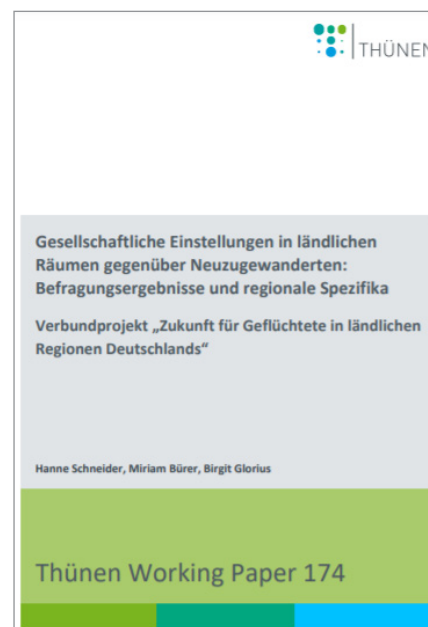 THÜNEN
Gesellschaftliche Einstellungen in ländlichen
Räumen gegenüber Neuzugewanderten:
Befragungsergebnisse und regionale Spezifika
Verbundprojekt „Zukunft für Geflüchtete in ländlichen
Regionen Deutschlands“
Hanne Schneider, Miriam Bürer, Birgit Glorius
Thünen Working Paper 174